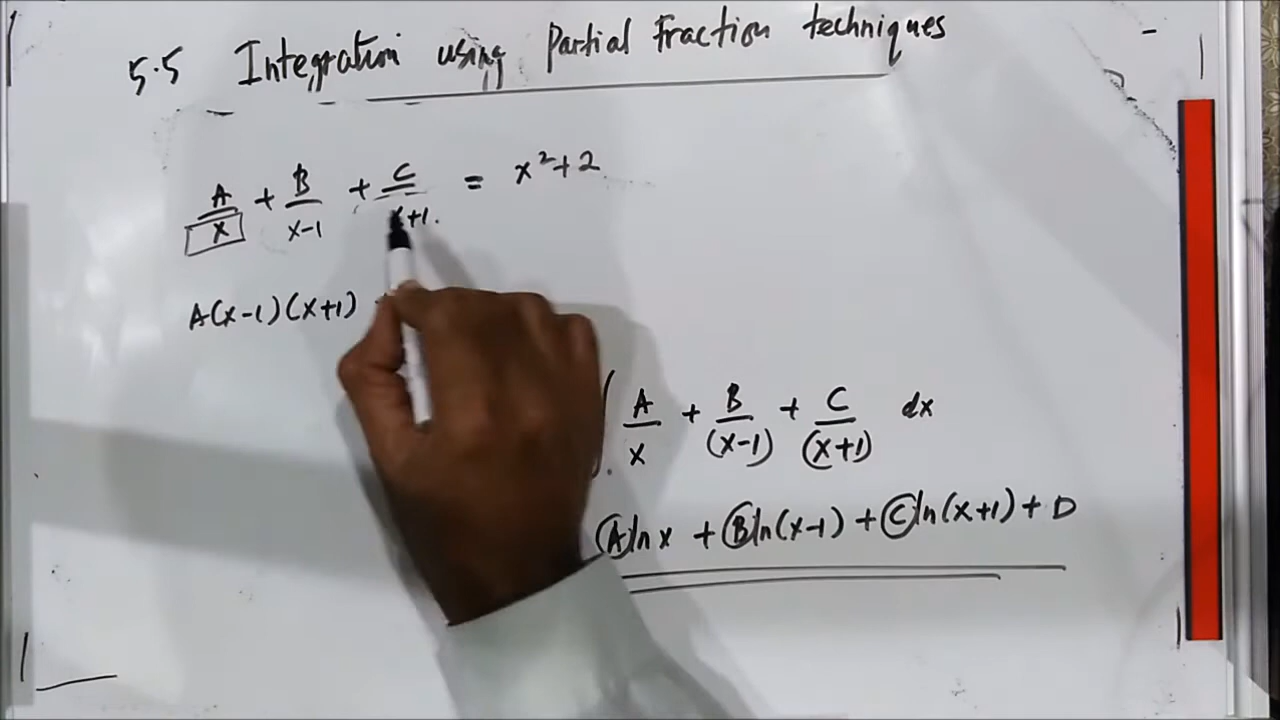 5.5 Integration using Partial Fraction techniques
A/x + B/x-1 + C/x+1. = x²+2
A(x-1)(x+1) +
∫ A/x + B/(x-1) + C/(x+1) dx
A ln x + B ln(x-1) + C ln(x+1) + D